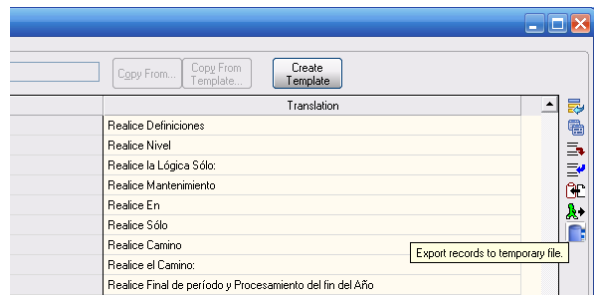 Copy From...
Copy From
Template...
Create
Template
Translation
Realice Definiciones
Realice Nivel
Realice la Lógica Sólo:
Realice Mantenimiento
Realice En
Realice Sólo
Realice Camino
Export records to temporary file.
Realice el Camino:
Realice Final de período y Procesamiento del fin del Año